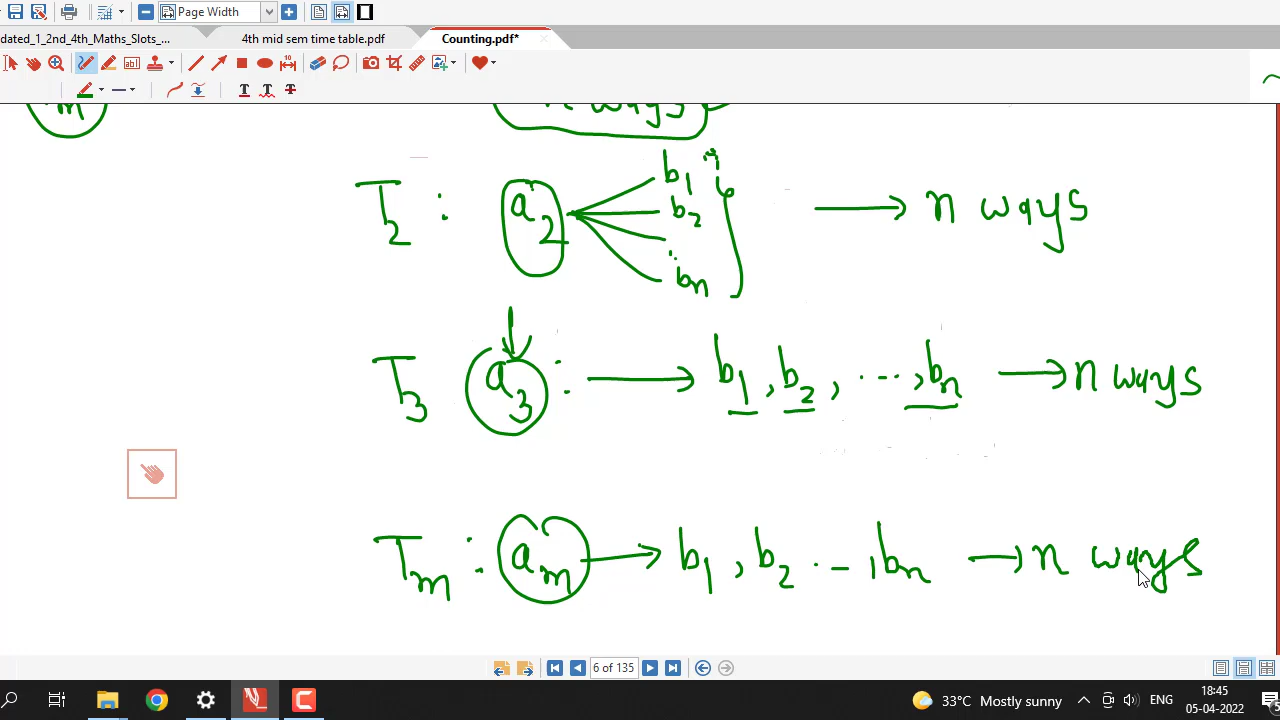 Page Width
dated_1_2nd_4th_Maths_Slots_... 4th mid sem time table.pdf Counting.pdf*
m n ways
T2 : a2 b1 → n ways
b2
bn
T3 a3 : → b1, b2, ..., bn → n ways
Tm : am → b1, b2 . _ , bn → n ways
6 of 135
33°C Mostly sunny ENG 18:45
05-04-2022